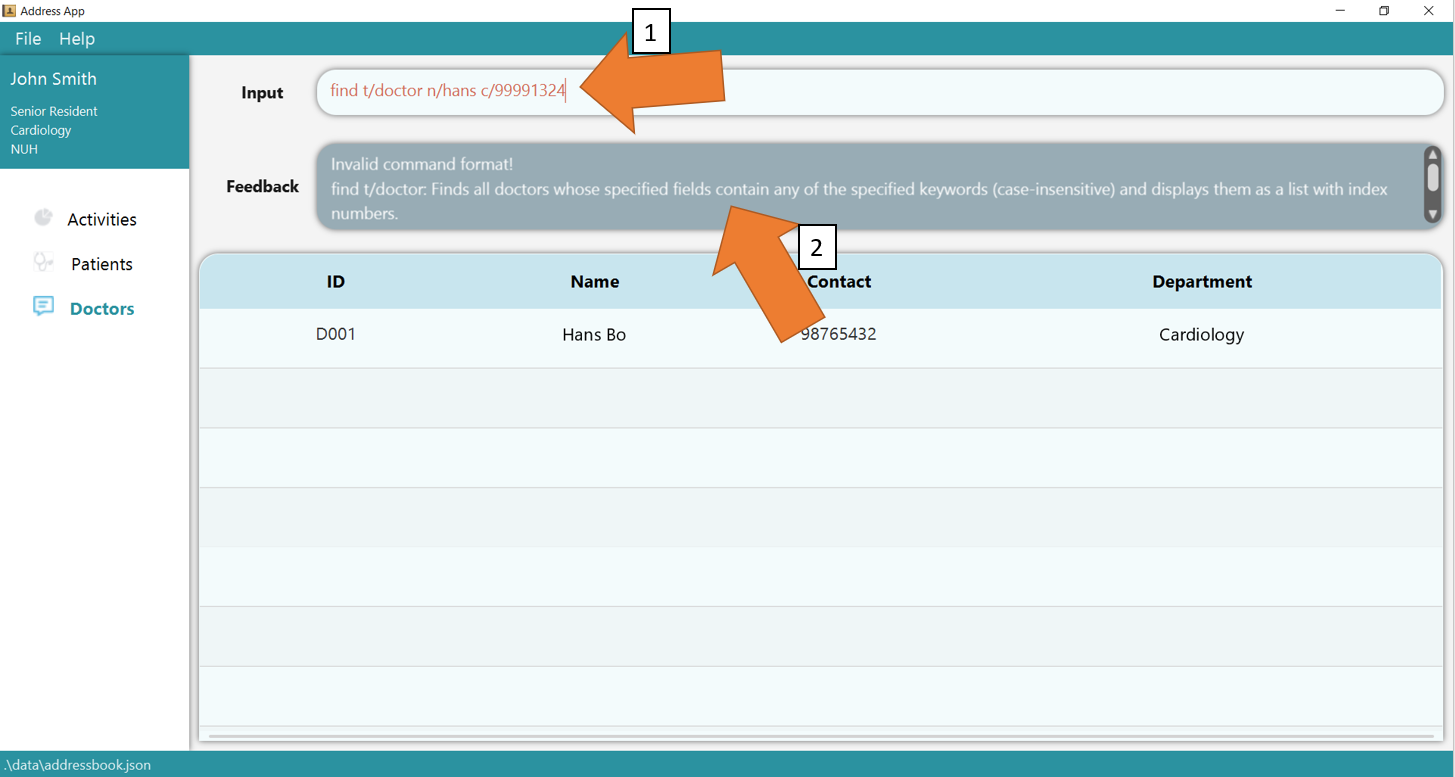 Address App
File Help
1
John Smith
Senior Resident
Cardiology
NUH
Input
find t/doctor n/hans c/99991324
Feedback
Invalid command format!
find t/doctor: Finds all doctors whose specified fields contain any of the specified keywords (case-insensitive) and displays them as a list with index
numbers.
2
Activities
Patients
Doctors
ID Name Contact Department
D001 Hans Bo 98765432 Cardiology
.\data\addressbook.json